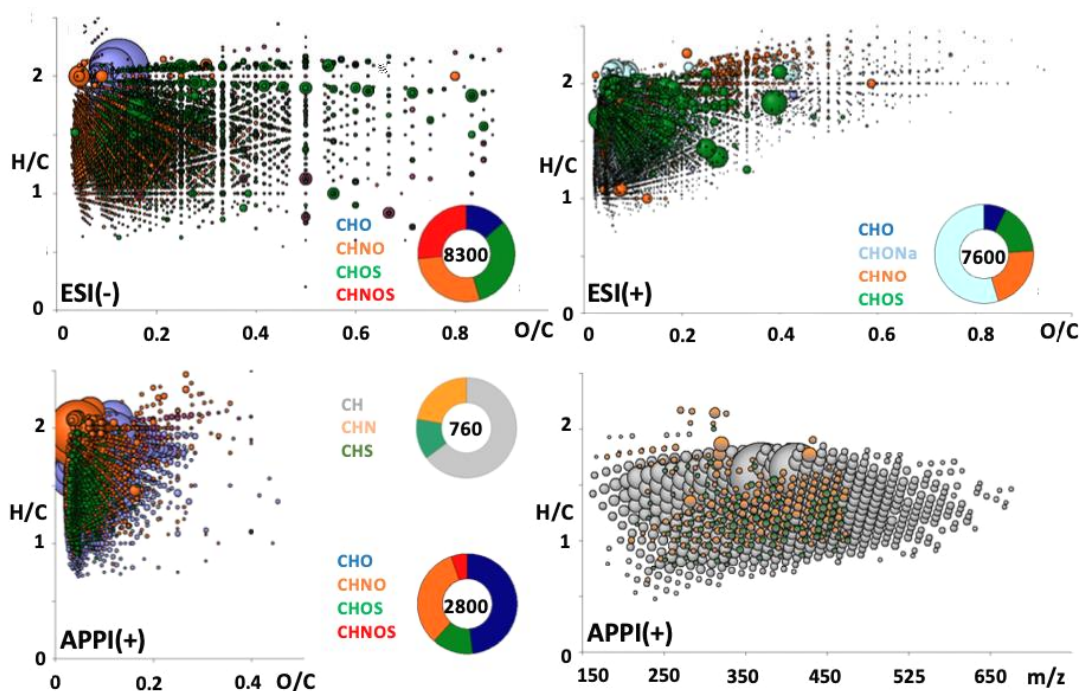 2
H/C
1
0
ESI(-)
CHO
CHNO
CHOS
CHNOS
8300
0 0.2 0.4 0.6 0.8 O/C
2
H/C
1
0
ESI(+)
CHO
CHONa
CHNO
CHOS
7600
0 0.2 0.4 0.6 0.8 O/C
2
H/C
1
0
APPI(+)
CH
CHN
CHS
760
CHO
CHNO
CHOS
CHNOS
2800
0 0.2 0.4 O/C
2
H/C
1
0
APPI(+)
150 250 350 450 525 650 m/z